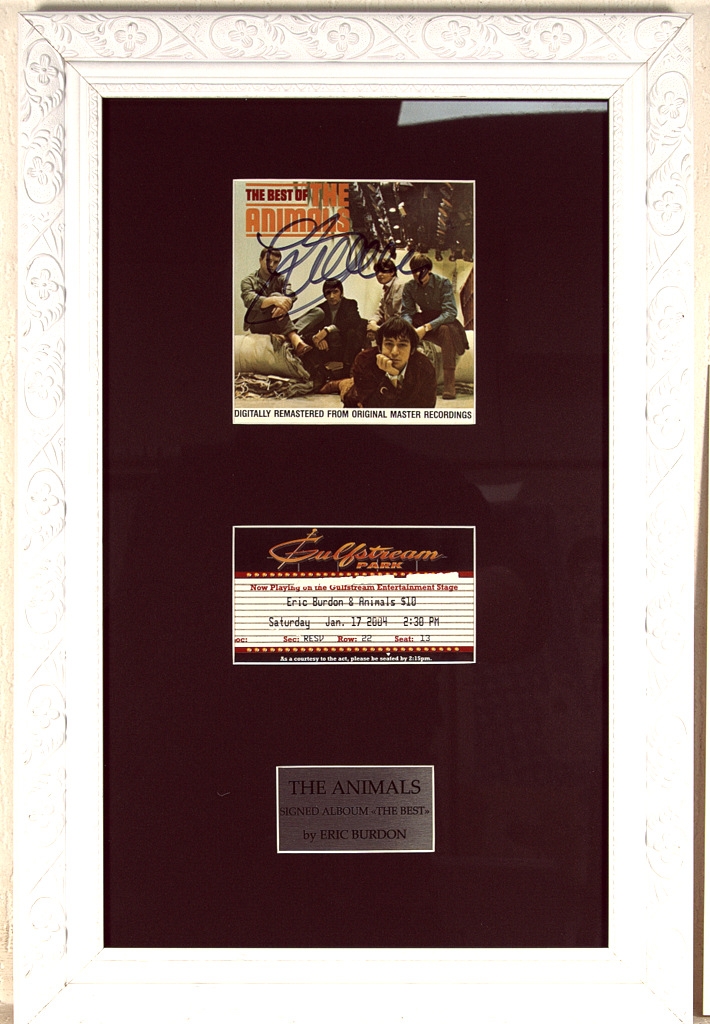 THE BEST OF THE
ANIMALS
DIGITALLY REMASTERED FROM ORIGINAL MASTER RECORDINGS
Gulfstream
PARK
Now Playing on the Gulfstream Entertainment Stage
Eric Burdon & Animals $10
Saturday Jan. 17 2004 2:30 PM
oc: Sec: RESV Row: 22 Seat: 13
As a courtesy to the act, please be seated by 2:15pm.
THE ANIMALS
SIGNED ALBOUM «THE BEST»
by ERIC BURDON